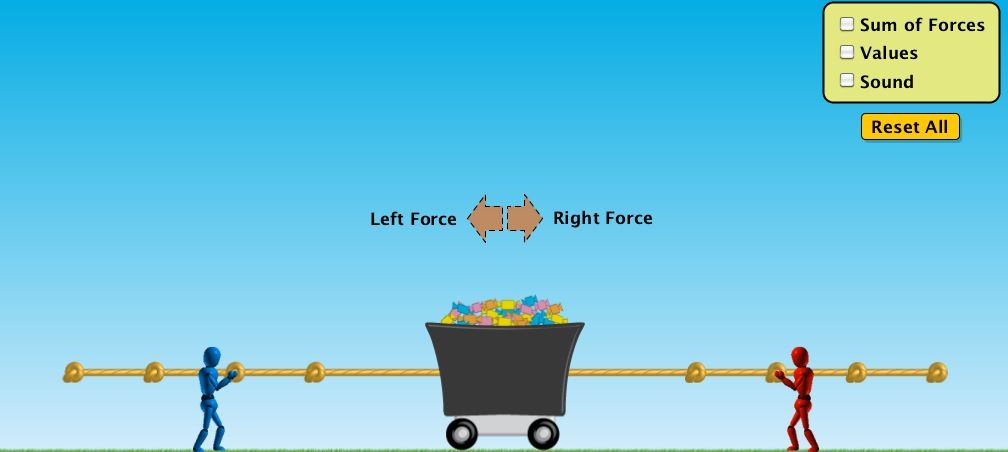 Sum of Forces
Values
Sound
Reset All
Left Force
Right Force